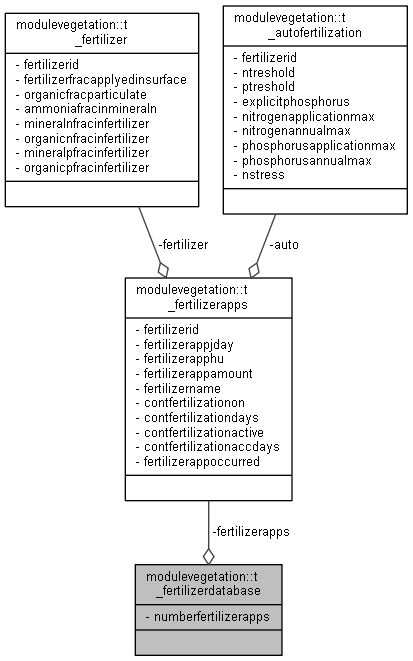 modulevegetation::t
_fertilizer
- fertilizerid
- fertilizerfracapplyedinsurface
- organicfracparticulate
- ammoniafracinmineraln
- mineralnfracinfertilizer
- organicnfracinfertilizer
- mineralpfracinfertilizer
- organicpfracinfertilizer
modulevegetation::t
_autofertilization
- fertilizerid
- ntreshold
- ptreshold
- explicitphosphorus
- nitrogenapplicationmax
- nitrogenannualmax
- phosphorusapplicationmax
- phosphorusannualmax
- nstress
-fertilizer
-auto
modulevegetation::t
_fertilizerapps
- fertilizerid
- fertilizerappjday
- fertilizerapphu
- fertilizerappamount
- fertilizername
- contfertilizationon
- contfertilizationdays
- contfertilizationactive
- contfertilizationaccdays
- fertilizerappoccurred
-fertilizerapps
modulevegetation::t
_fertilizerdatabase
- numberfertilizerapps